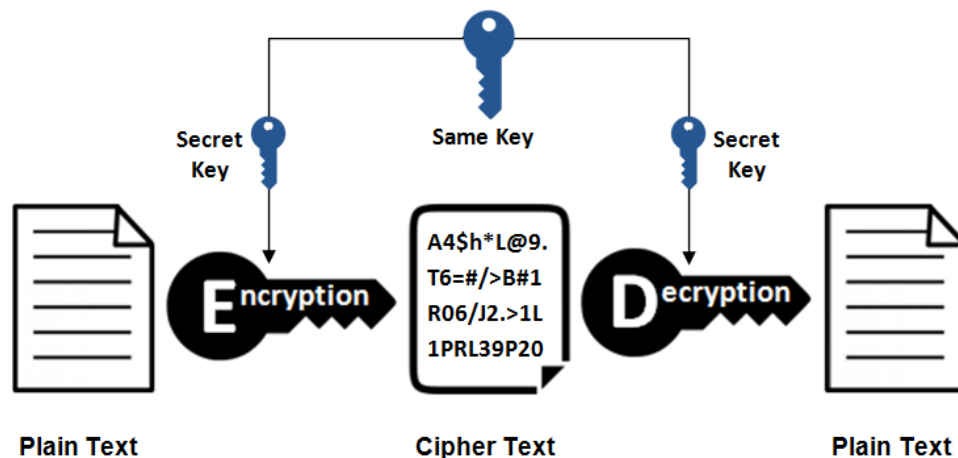 Same Key
Secret
Key
Secret
Key
Encryption
A4$h*L@9.
T6=#/>B#1
R06/J2.>1L
1PRL39P20
Decryption
Plain Text
Cipher Text
Plain Text